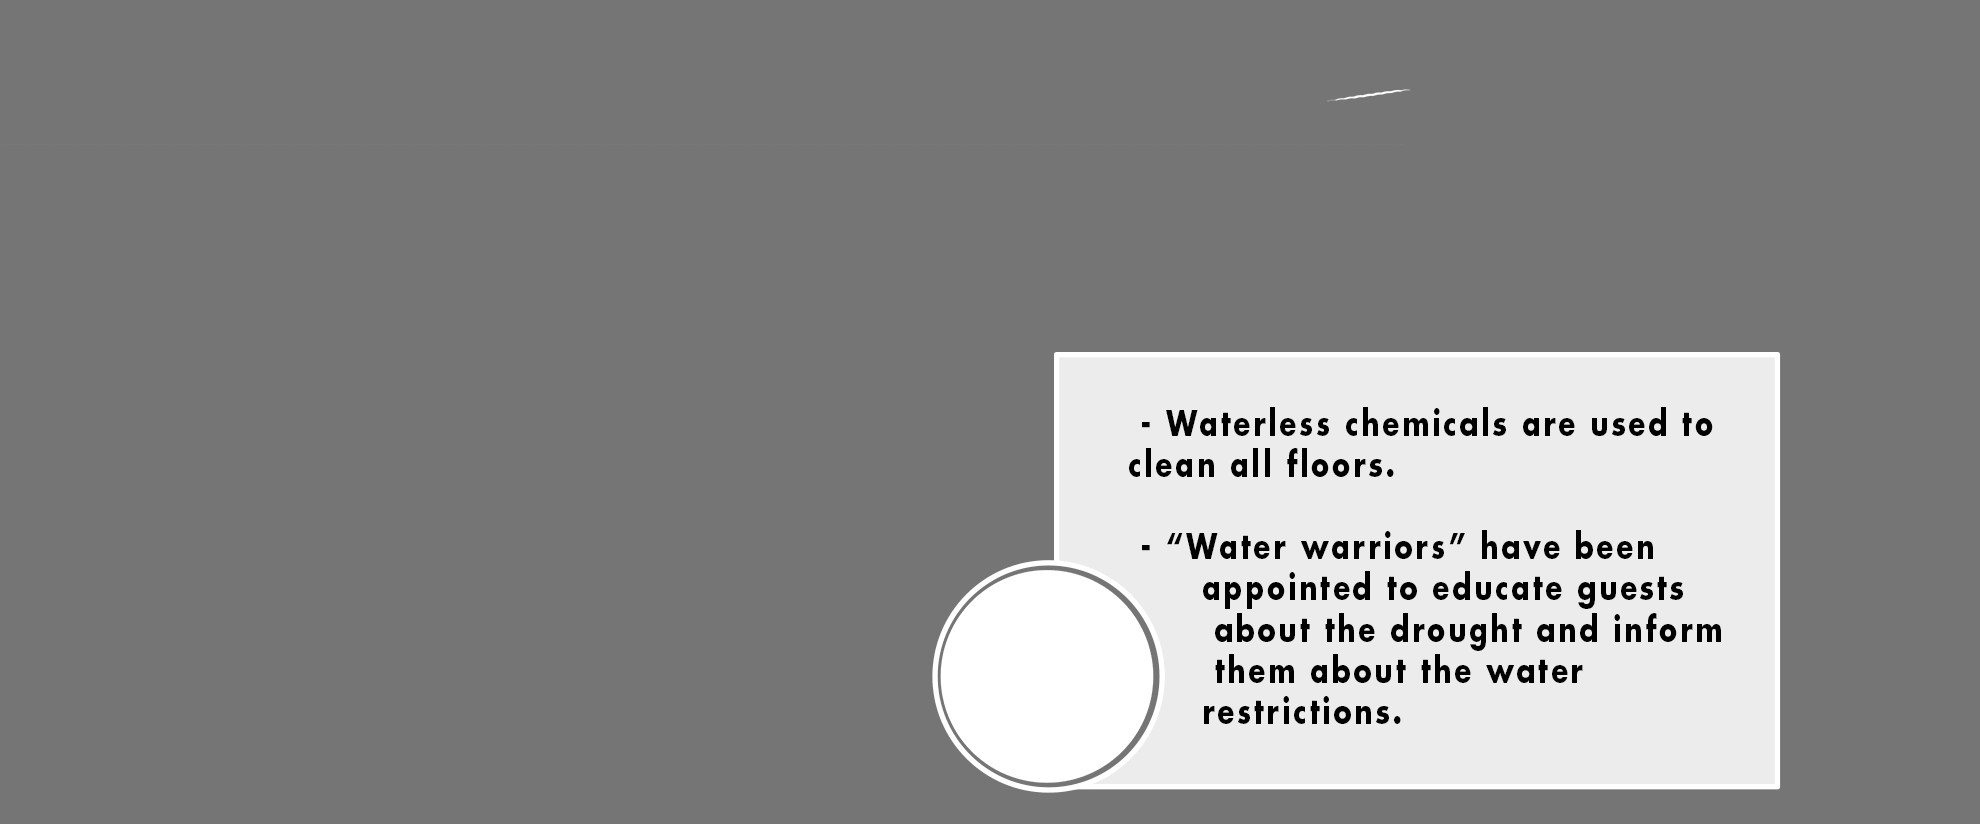 - Waterless chemicals are used to
clean all floors.
- “Water warriors” have been
appointed to educate guests
about the drought and inform
them about the water
restrictions.